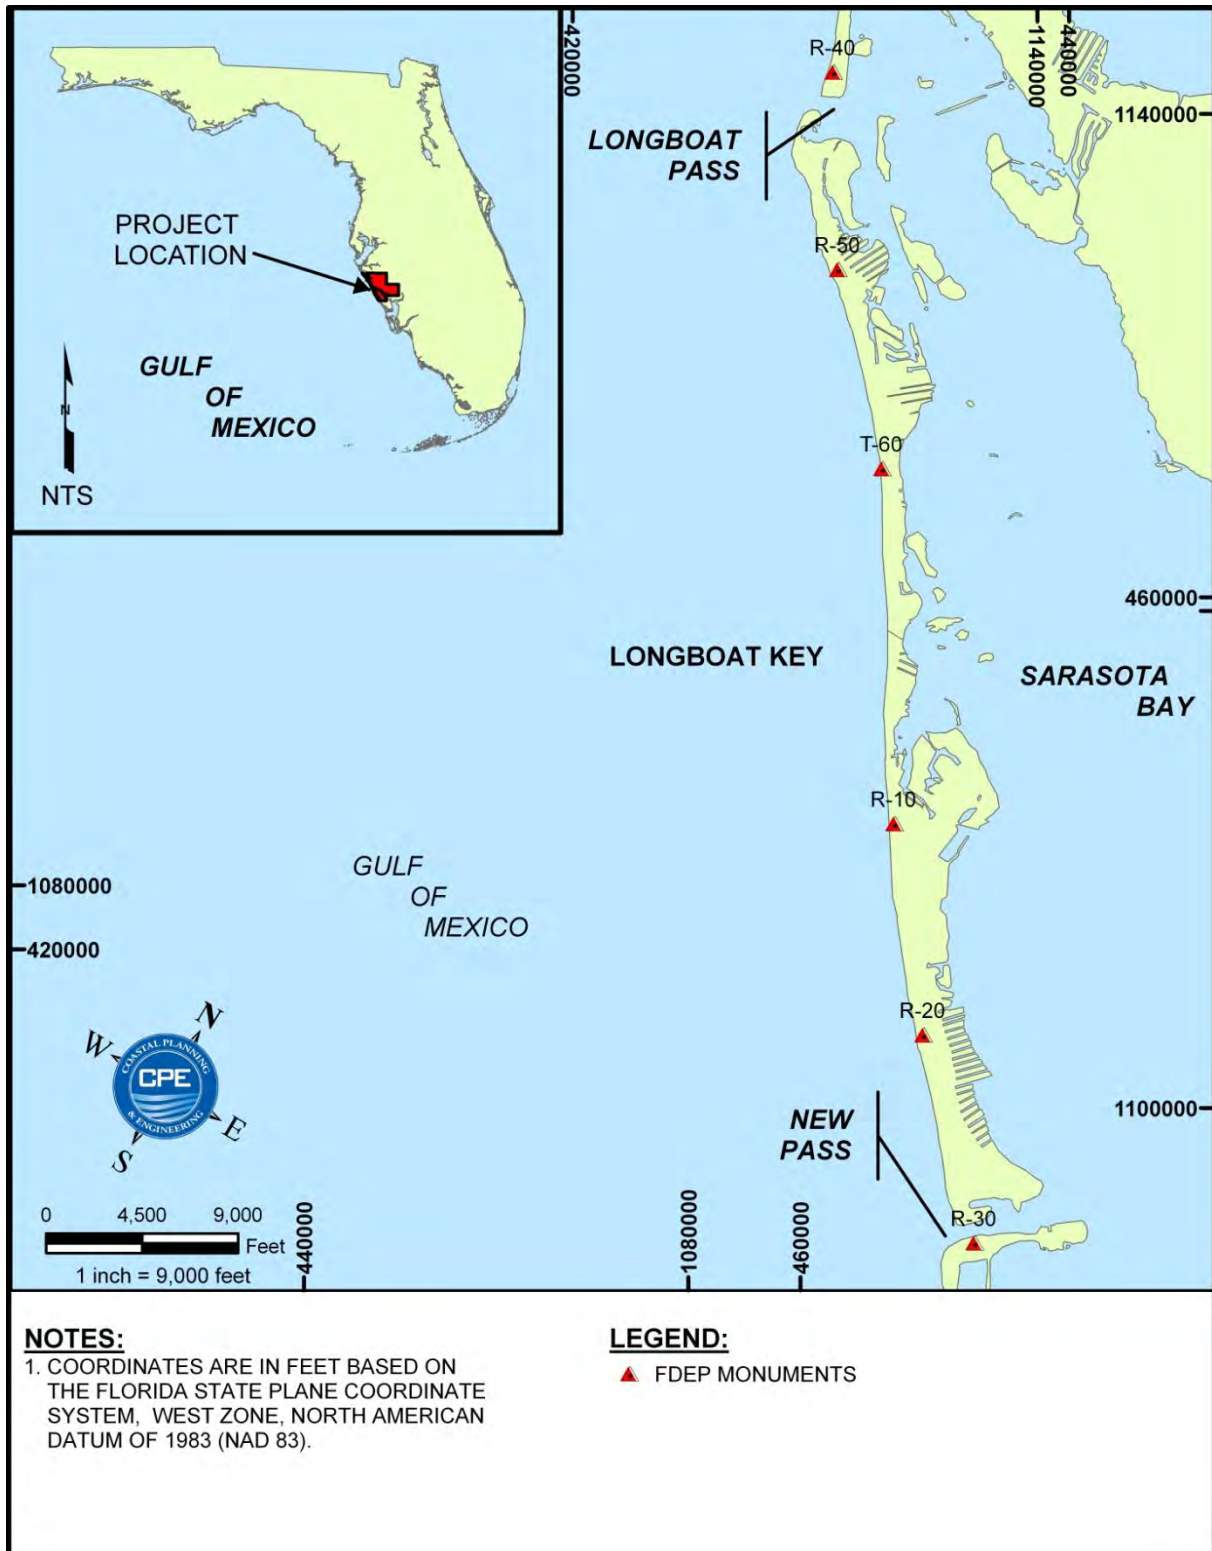 PROJECT
LOCATION
GULF
OF
MEXICO
N
NTS
420000
1140000
440000
R-40
1140000
LONGBOAT
PASS
R-50
T-60
460000
LONGBOAT KEY
SARASOTA
BAY
R-10
GULF
OF
MEXICO
1080000
420000
R-20
N
W
E
S
COASTAL PLANNING
CPE
& ENGINEERING
1100000
NEW
PASS
R-30
0 4,500 9,000
Feet
1 inch = 9,000 feet
440000
1080000
460000
NOTES:
1. COORDINATES ARE IN FEET BASED ON
THE FLORIDA STATE PLANE COORDINATE
SYSTEM, WEST ZONE, NORTH AMERICAN
DATUM OF 1983 (NAD 83).
LEGEND:
FDEP MONUMENTS